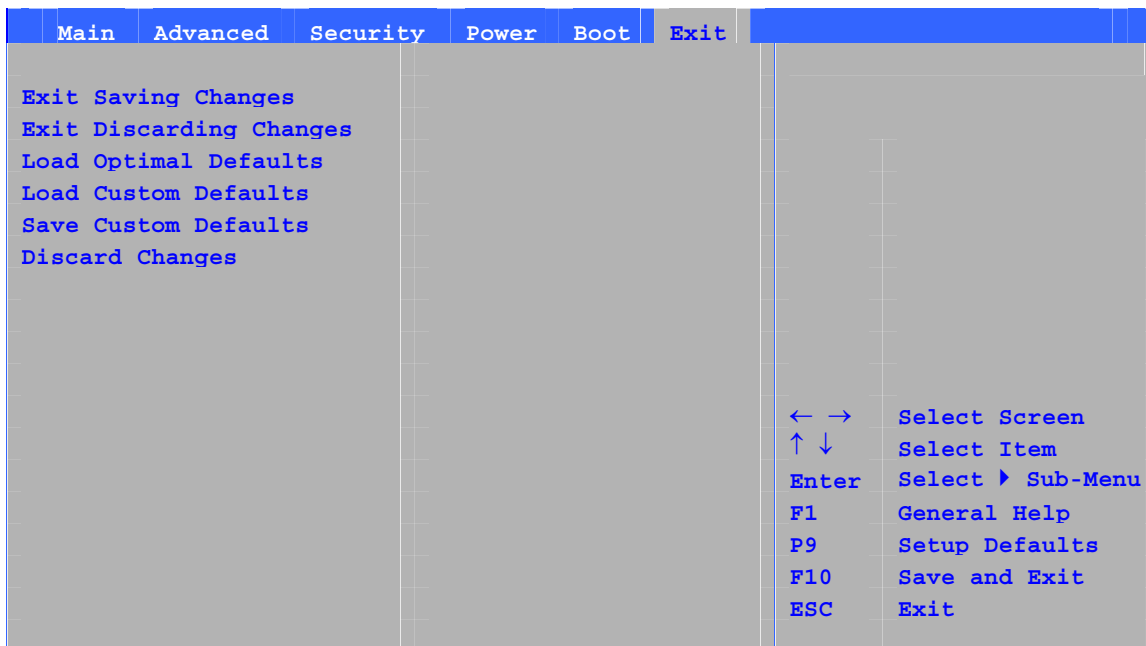 Main Advanced Security Power Boot Exit
Exit Saving Changes
Exit Discarding Changes
Load Optimal Defaults
Load Custom Defaults
Save Custom Defaults
Discard Changes
← → Select Screen
↑ ↓ Select Item
Enter Select ▶ Sub-Menu
F1 General Help
P9 Setup Defaults
F10 Save and Exit
ESC Exit